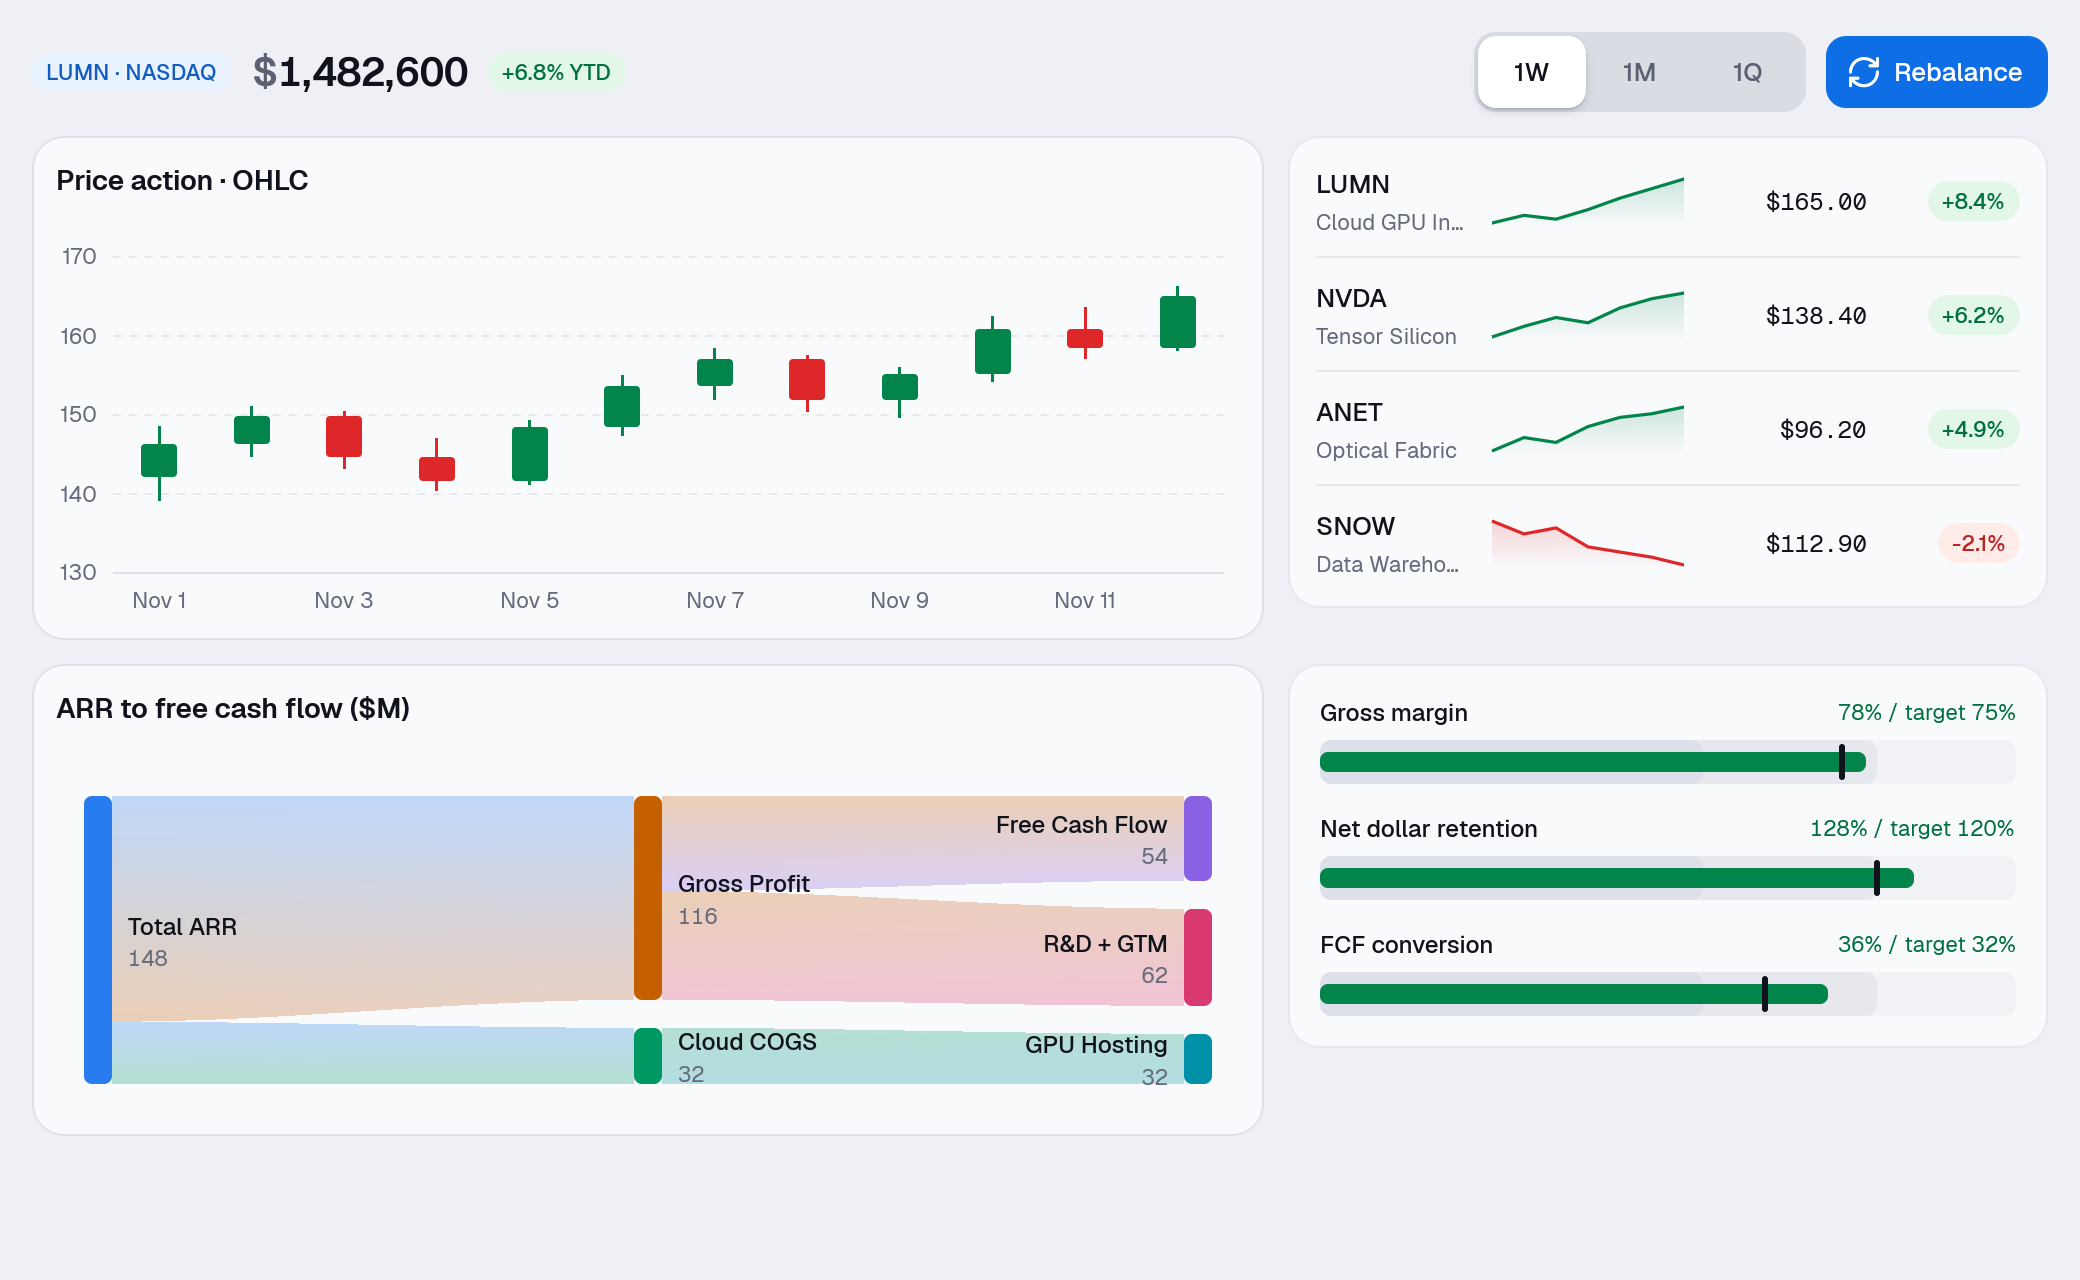 LUMN · NASDAQ
$1,482,600
+6.8% YTD
1W
1M
1Q
Rebalance
Price action · OHLC
170
160
150
140
130
Nov 1
Nov 3
Nov 5
Nov 7
Nov 9
Nov 11
LUMN
Cloud GPU In...
$165.00
+8.4%
NVDA
Tensor Silicon
$138.40
+6.2%
ANET
Optical Fabric
$96.20
+4.9%
SNOW
Data Wareho...
$112.90
-2.1%
ARR to free cash flow ($M)
Total ARR
148
Gross Profit
116
Cloud COGS
32
Free Cash Flow
54
R&D + GTM
62
GPU Hosting
32
Gross margin
78% / target 75%
Net dollar retention
128% / target 120%
FCF conversion
36% / target 32%